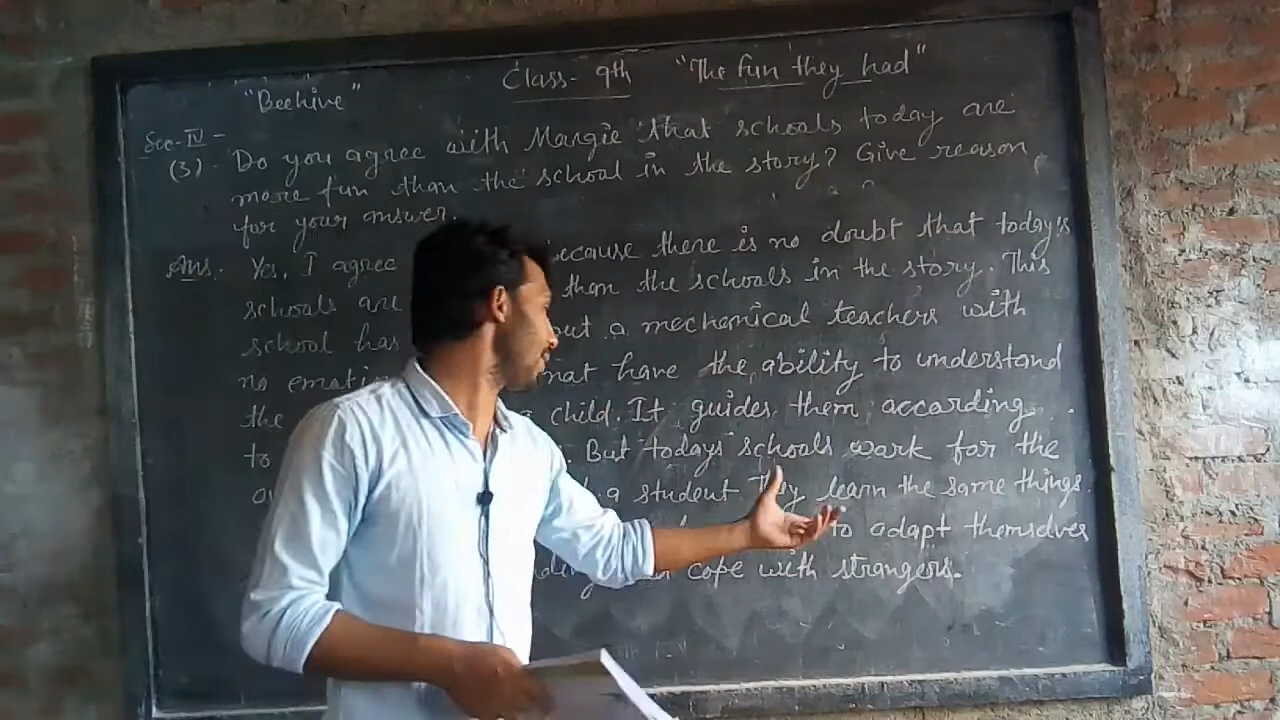 "Beehive" Class- 9th "The fun they had"
Sec-IV -
(3). Do you agree with Margie that schools today are
more fun than the school in the story? Give reason
for your answer.
Ans. Yes, I agree because there is no doubt that today's
schools are than the schools in the story. This
school has but a mechanical teachers with
no have the ability to understand
the child. It guides them according
to But todays schools work for the
a student They learn the same things.
to adapt themselves
cope with strangers.